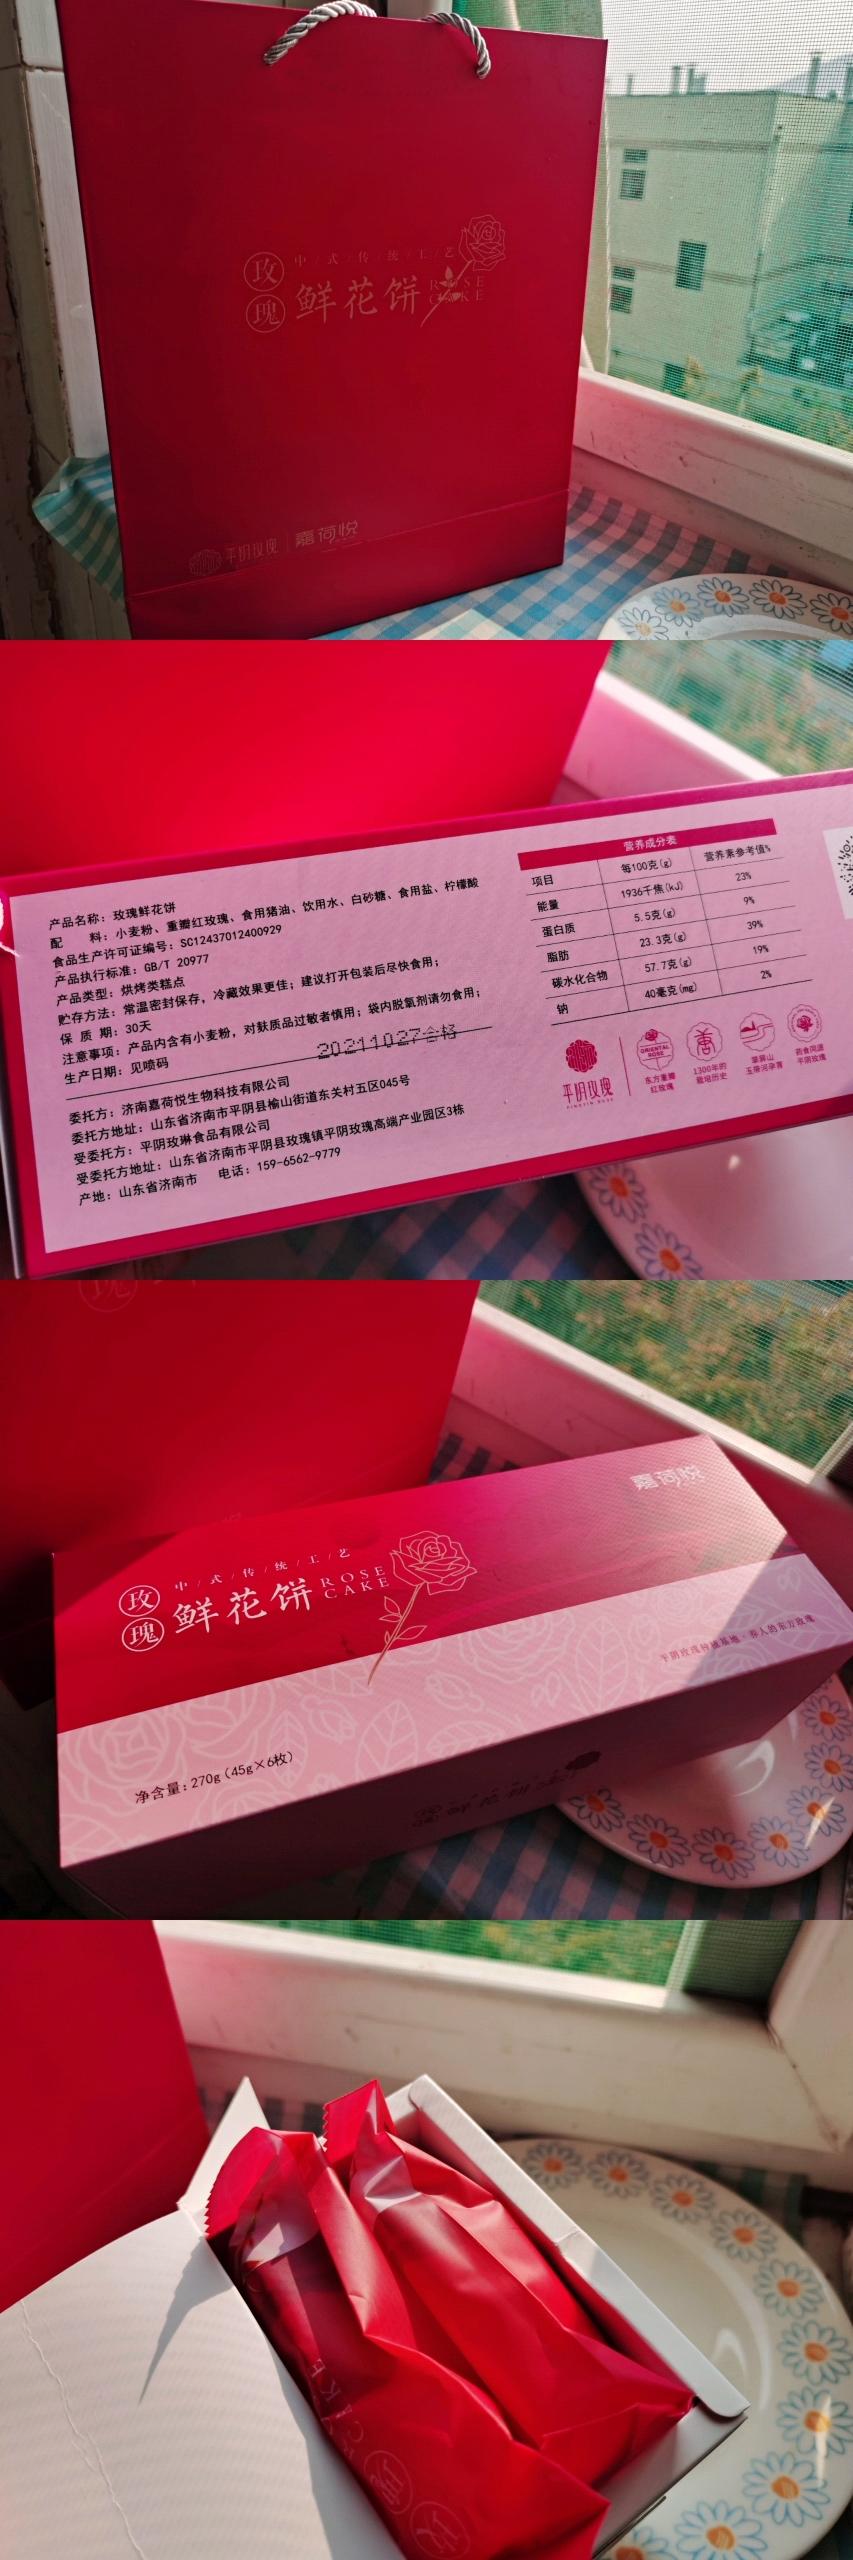 中/式/传/统/工/艺
玫瑰
鲜花饼
ROSE
CAKE
平阴玫瑰 | 嘉荷悦
产品名称：玫瑰鲜花饼
配 料：小麦粉、重瓣红玫瑰、食用猪油、饮用水、白砂糖、食用盐、柠檬酸
食品生产许可证编号：SC12437012400929
产品执行标准：GB/T 20977
产品类型：烘烤类糕点
贮存方法：常温密封保存，冷藏效果更佳；建议打开包装后尽快食用；
保 质 期：30天
注意事项：产品内含有小麦粉，对麸质品过敏者慎用；袋内脱氧剂请勿食用；
生产日期：见喷码
20211027合格
委托方：济南嘉荷悦生物科技有限公司
委托方地址：山东省济南市平阴县榆山街道东关村五区045号
受委托方：平阴玫琳食品有限公司
受委托方地址：山东省济南市平阴县玫瑰镇平阴玫瑰高端产业园区3栋
产地：山东省济南市 电话：159-6562-9779
营养成分表
项目 每100克(g) 营养素参考值%
能量 1936千焦(kJ) 23%
蛋白质 5.5克(g) 9%
脂肪 23.3克(g) 39%
碳水化合物 57.7克(g) 19%
钠 40毫克(mg) 2%
平阴玫瑰
PINGYIN ROSE
ORIENTAL
ROSE
东方重瓣
红玫瑰
1300年的
栽培历史
翠屏山
玉带河孕育
药食同源
平阴玫瑰
瑰
嘉荷悦
中/式/传/统/工/艺
玫瑰
鲜花饼
ROSE
CAKE
平阴玫瑰种植基地·养人的东方玫瑰
净含量：270g（45g×6枚）
CAKE
瑰
玫